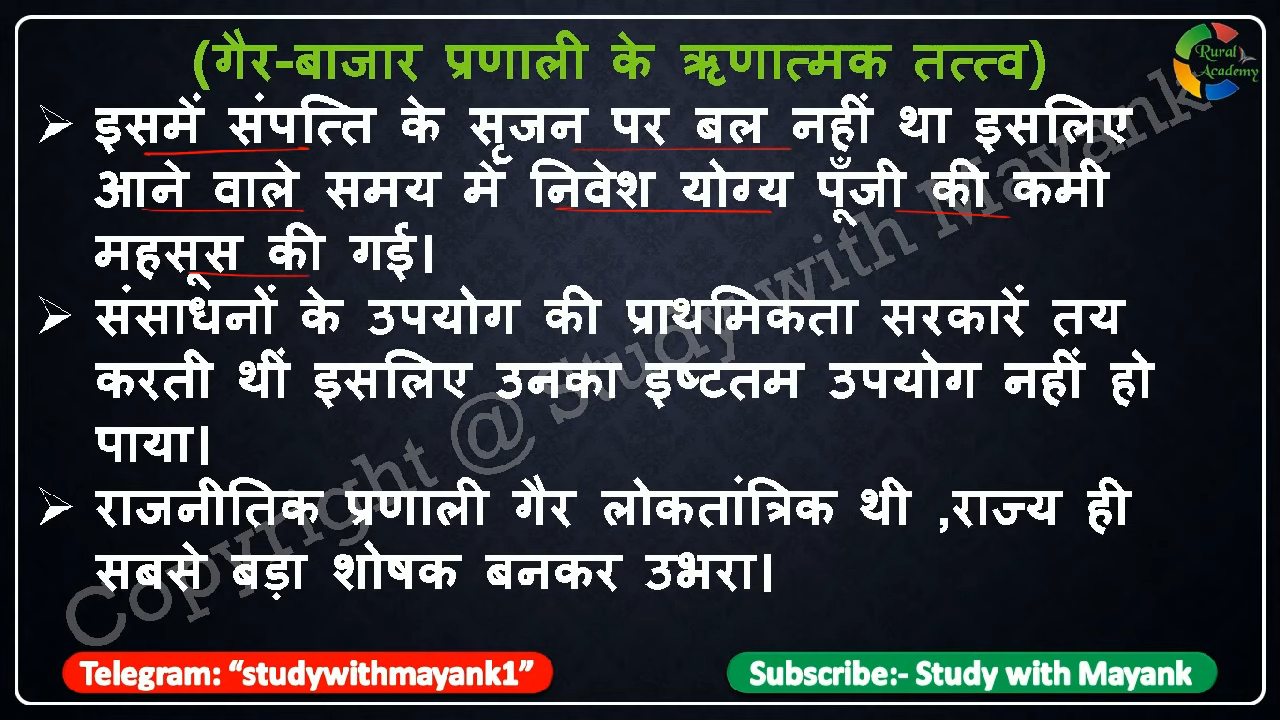 (गैर-बाजार प्रणाली के ऋणात्मक तत्त्व)
Rural
Academy
➢ इसमें संपत्ति के सृजन पर बल नहीं था इसलिए
आने वाले समय में निवेश योग्य पूँजी की कमी
महसूस की गई।
➢ संसाधनों के उपयोग की प्राथमिकता सरकारें तय
करती थीं इसलिए उनका इष्टतम उपयोग नहीं हो
पाया।
➢ राजनीतिक प्रणाली गैर लोकतांत्रिक थी ,राज्य ही
सबसे बड़ा शोषक बनकर उभरा।
Copyright @ Study with Mayank
Telegram: “studywithmayank1”
Subscribe:- Study with Mayank